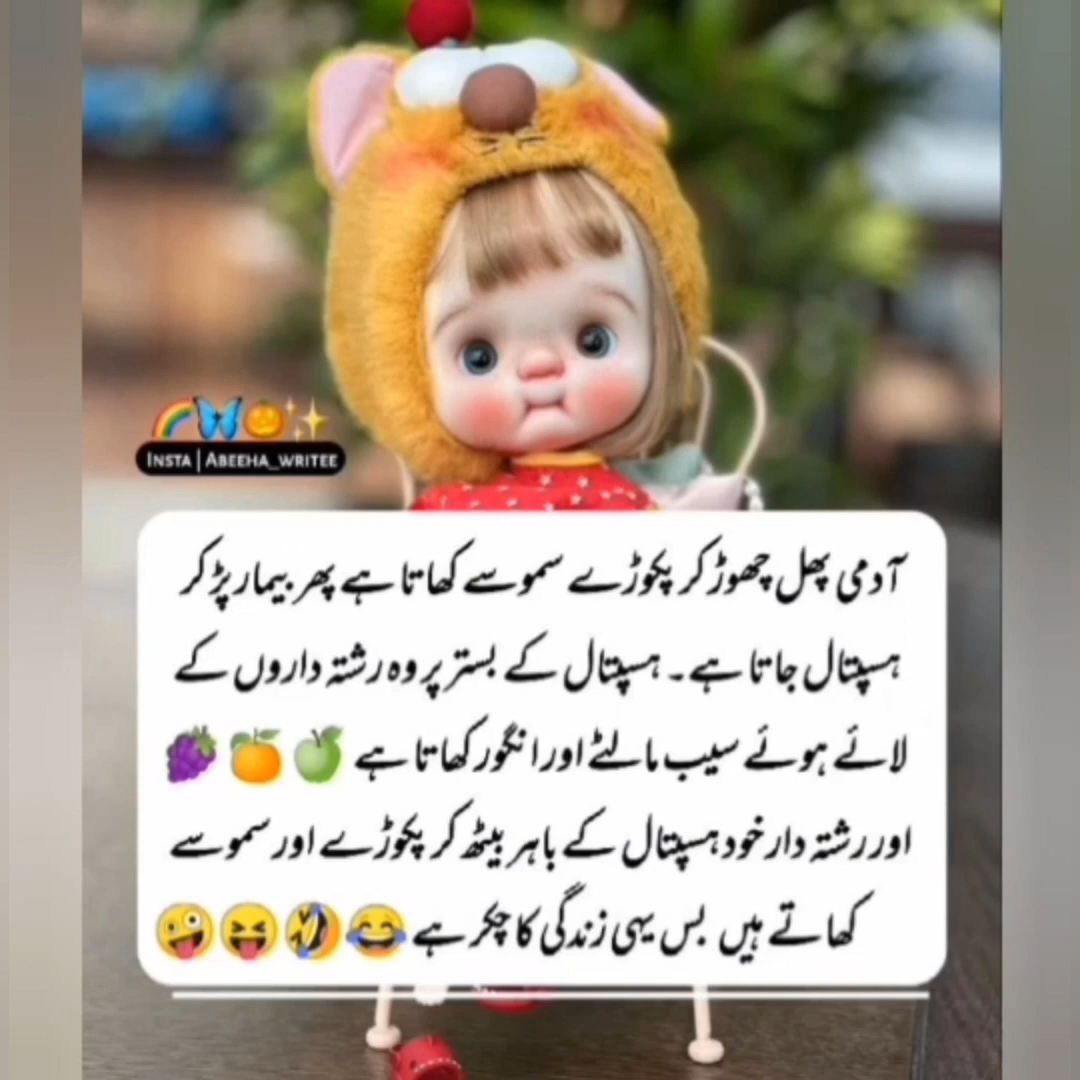 INSTA | ABEEHA_WRITEE
آدمی پھل چھوڑ کر پکوڑے سموسے کھاتا ہے پھر بیمار پڑ کر
ہسپتال جاتا ہے۔ ہسپتال کے بستر پر وہ رشتہ داروں کے
لائے ہوئے سیب مالٹے اور انگور کھاتا ہے 🍏🍊🍇
اور رشتہ دار خود ہسپتال کے باہر بیٹھ کر پکوڑے اور سموسے
کھاتے ہیں بس یہی زندگی کا چکر ہے 😂🤣😝🤪